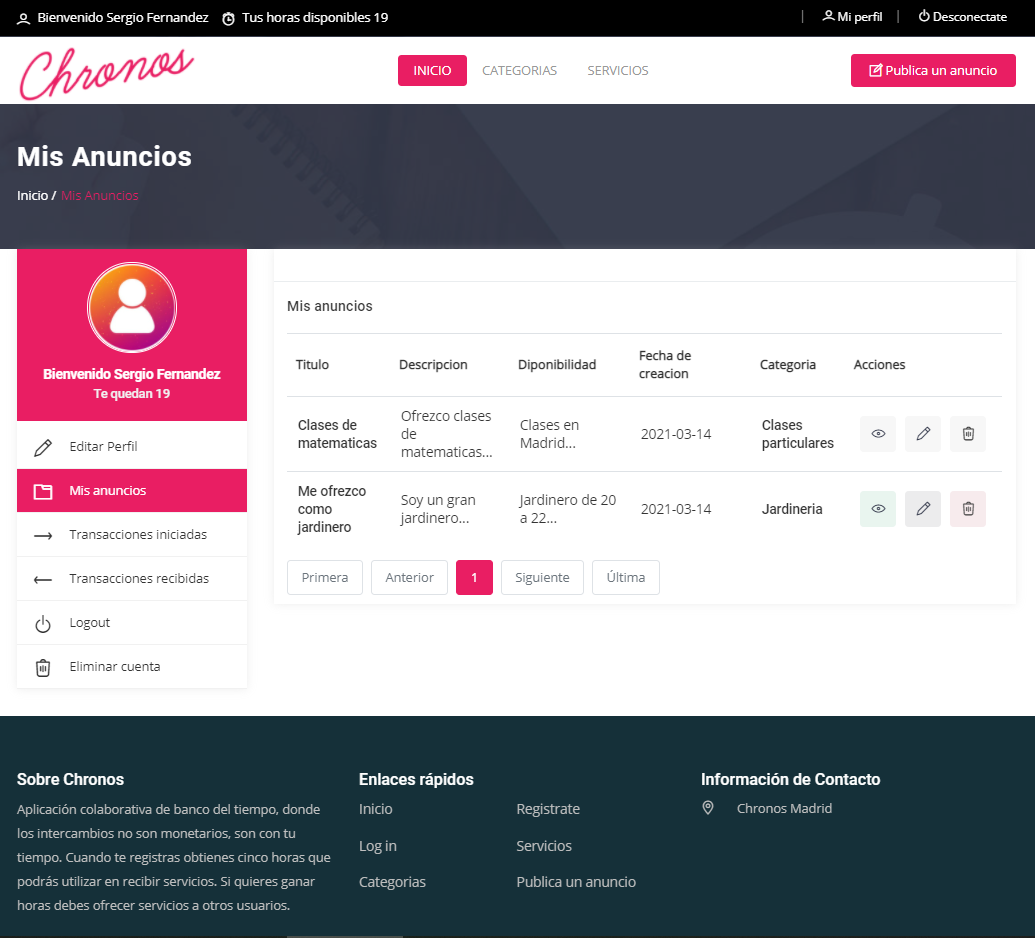 Bienvenido Sergio Fernandez Tus horas disponibles 19 | Mi perfil | Desconectate
Chronos INICIO CATEGORIAS SERVICIOS Publica un anuncio
Mis Anuncios
Inicio / Mis Anuncios
Bienvenido Sergio Fernandez
Te quedan 19
Editar Perfil
Mis anuncios
Transacciones iniciadas
Transacciones recibidas
Logout
Eliminar cuenta
Mis anuncios
Titulo Descripcion Diponibilidad Fecha de
creacion Categoria Acciones
Clases de
matematicas
Ofrezco clases
de
matematicas...
Clases en
Madrid...
2021-03-14
Clases
particulares
Me ofrezco
como
jardinero
Soy un gran
jardinero...
Jardinero de 20
a 22...
2021-03-14
Jardineria
Primera Anterior 1 Siguiente Última
Sobre Chronos
Aplicación colaborativa de banco del tiempo, donde
los intercambios no son monetarios, son con tu
tiempo. Cuando te registras obtienes cinco horas que
podrás utilizar en recibir servicios. Si quieres ganar
horas debes ofrecer servicios a otros usuarios.
Enlaces rápidos
Inicio Registrate
Log in Servicios
Categorias Publica un anuncio
Información de Contacto
Chronos Madrid